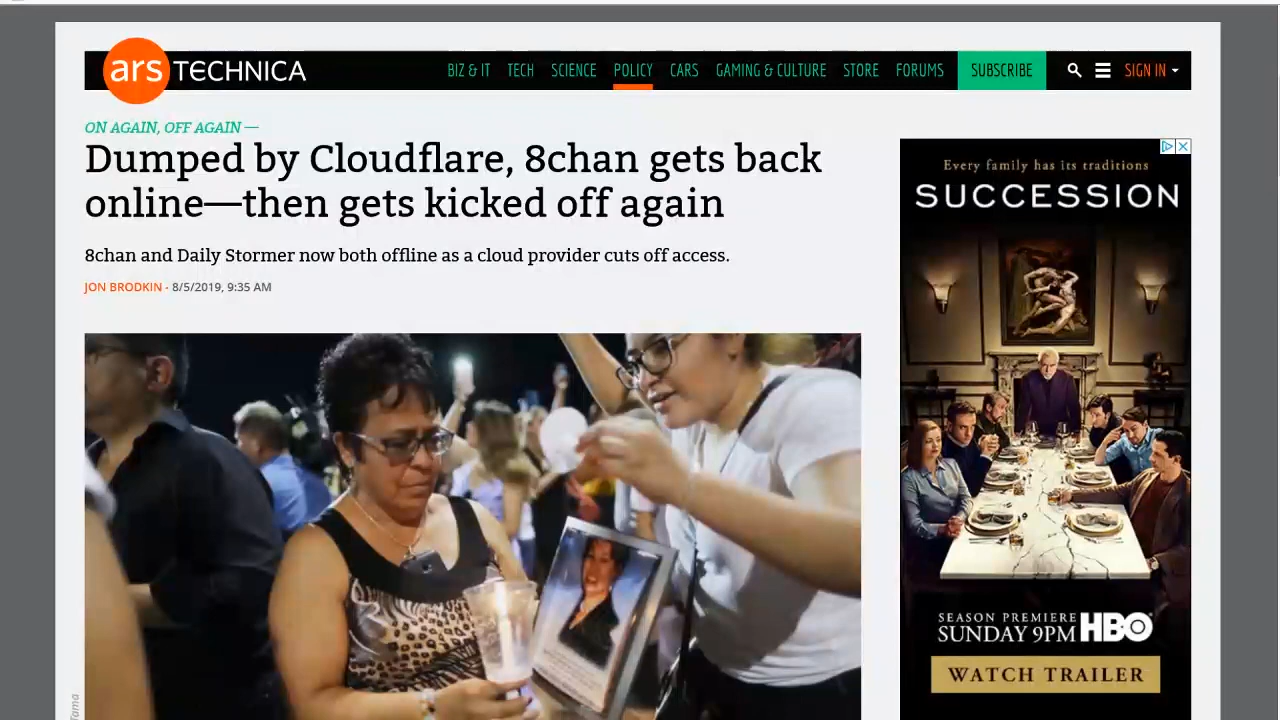 ars TECHNICA
BIZ & IT TECH SCIENCE POLICY CARS GAMING & CULTURE STORE FORUMS SUBSCRIBE SIGN IN
ON AGAIN, OFF AGAIN —
Dumped by Cloudflare, 8chan gets back
online—then gets kicked off again
8chan and Daily Stormer now both offline as a cloud provider cuts off access.
JON BRODKIN - 8/5/2019, 9:35 AM
Every family has its traditions
SUCCESSION
SEASON PREMIERE
SUNDAY 9PM HBO
WATCH TRAILER
Tama